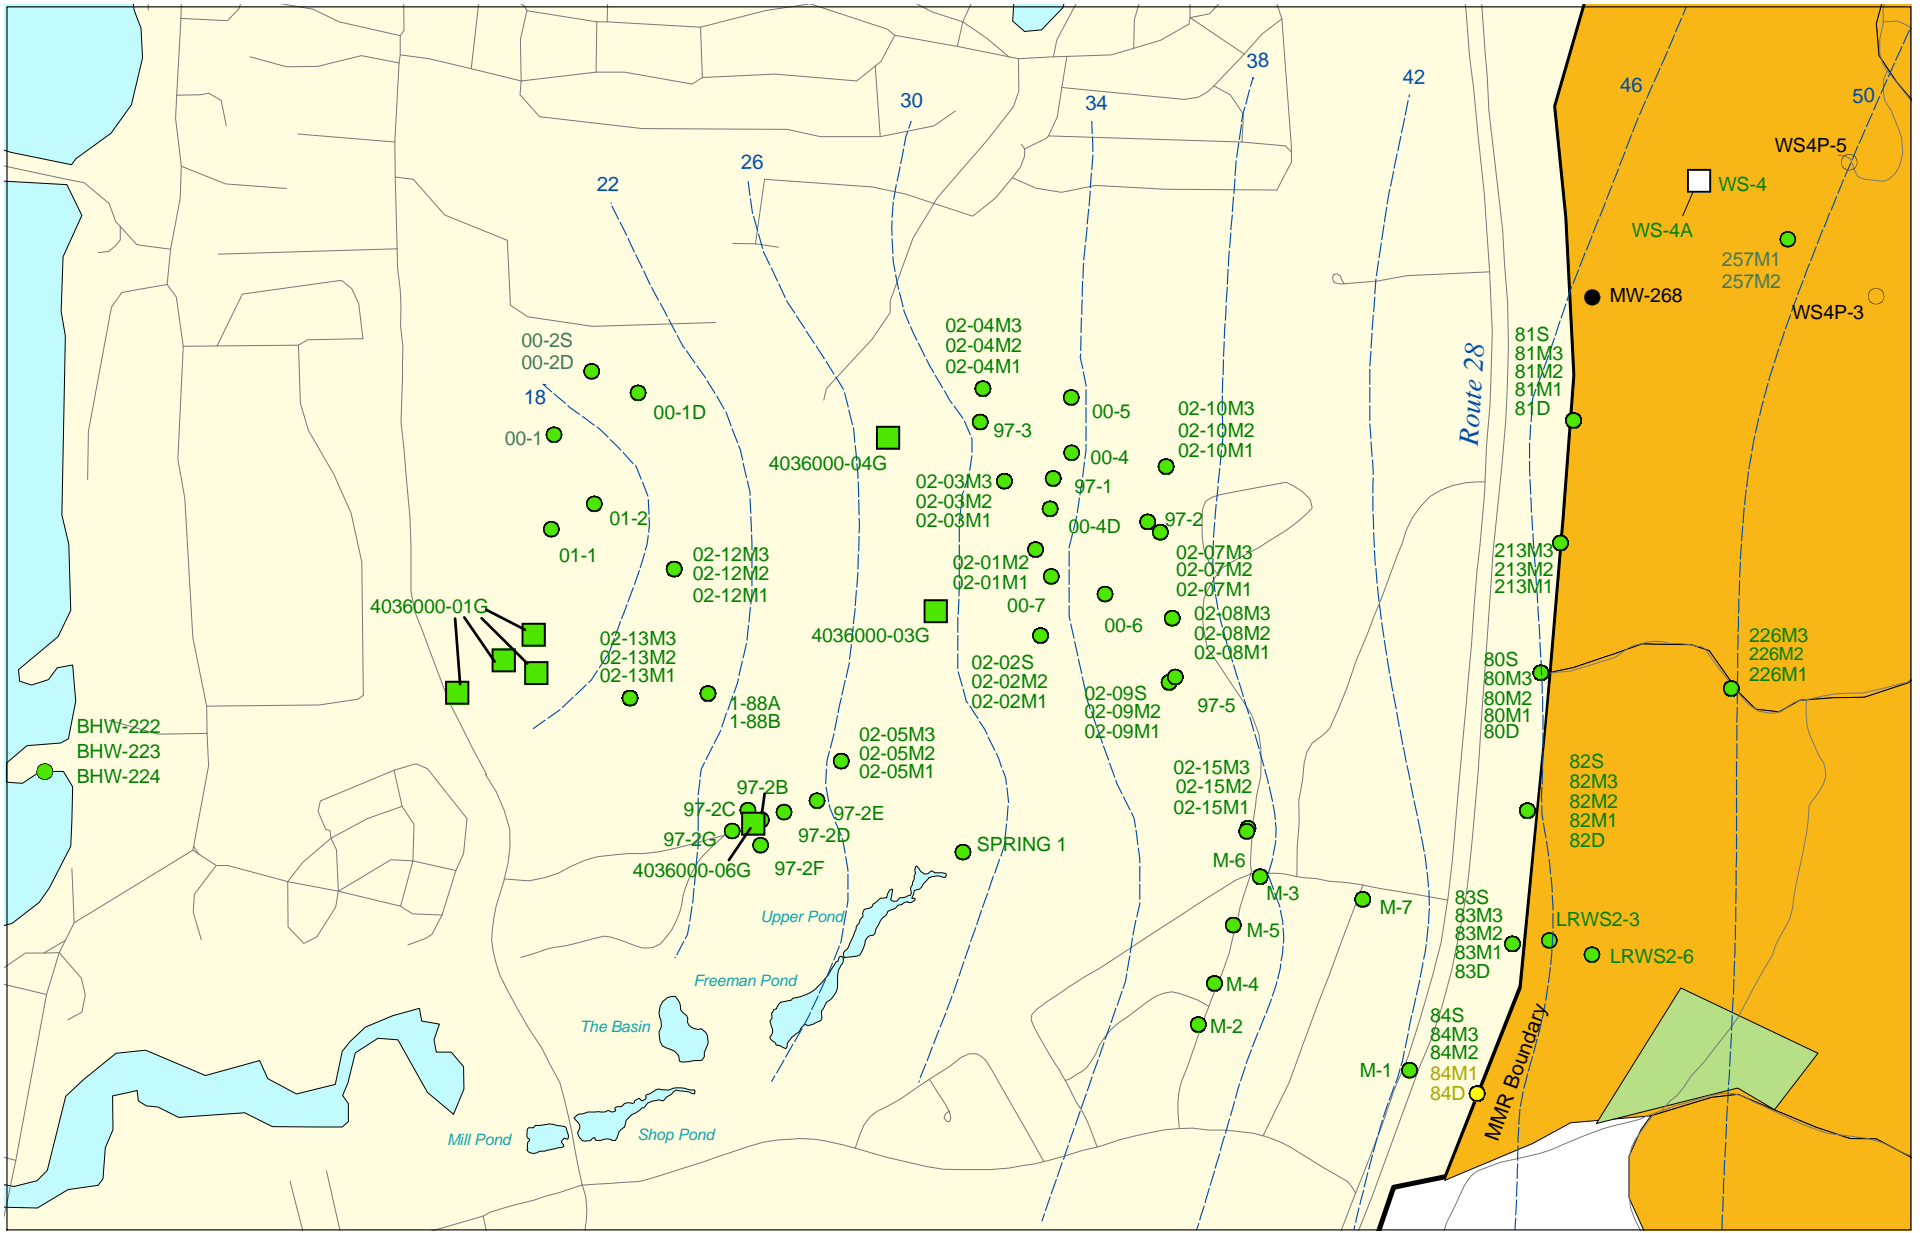 38
42
46
50
30
34
26
22
WS4P-5
WS-4
WS-4A
257M1
257M2
MW-268
WS4P-3
Route 28
81S
81M3
81M2
81M1
81D
02-04M3
02-04M2
02-04M1
00-2S
00-2D
18
00-1D
00-1
97-3
00-5
02-10M3
02-10M2
02-10M1
4036000-04G
00-4
97-1
02-03M3
02-03M2
02-03M1
00-4D
97-2
01-2
01-1
02-12M3
02-12M2
02-12M1
02-01M2
02-01M1
00-7
02-07M3
02-07M2
02-07M1
213M3
213M2
213M1
4036000-01G
4036000-03G
00-6
02-08M3
02-08M2
02-08M1
02-13M3
02-13M2
02-13M1
02-02S
02-02M2
02-02M1
02-09S
02-09M2
02-09M1
97-5
80S
80M3
80M2
80M1
80D
226M3
226M2
226M1
1-88A
1-88B
BHW-222
BHW-223
BHW-224
02-05M3
02-05M2
02-05M1
02-15M3
02-15M2
02-15M1
82S
82M3
82M2
82M1
82D
97-2B
97-2C
97-2E
97-2G
97-2D
4036000-06G
97-2F
SPRING 1
M-6
M-3
M-7
M-5
83S
83M3
83M2
83M1
83D
LRWS2-3
LRWS2-6
Upper Pond
Freeman Pond
M-4
The Basin
M-2
84S
84M3
84M2
84M1
84D
M-1
MMR Boundary
Mill Pond
Shop Pond